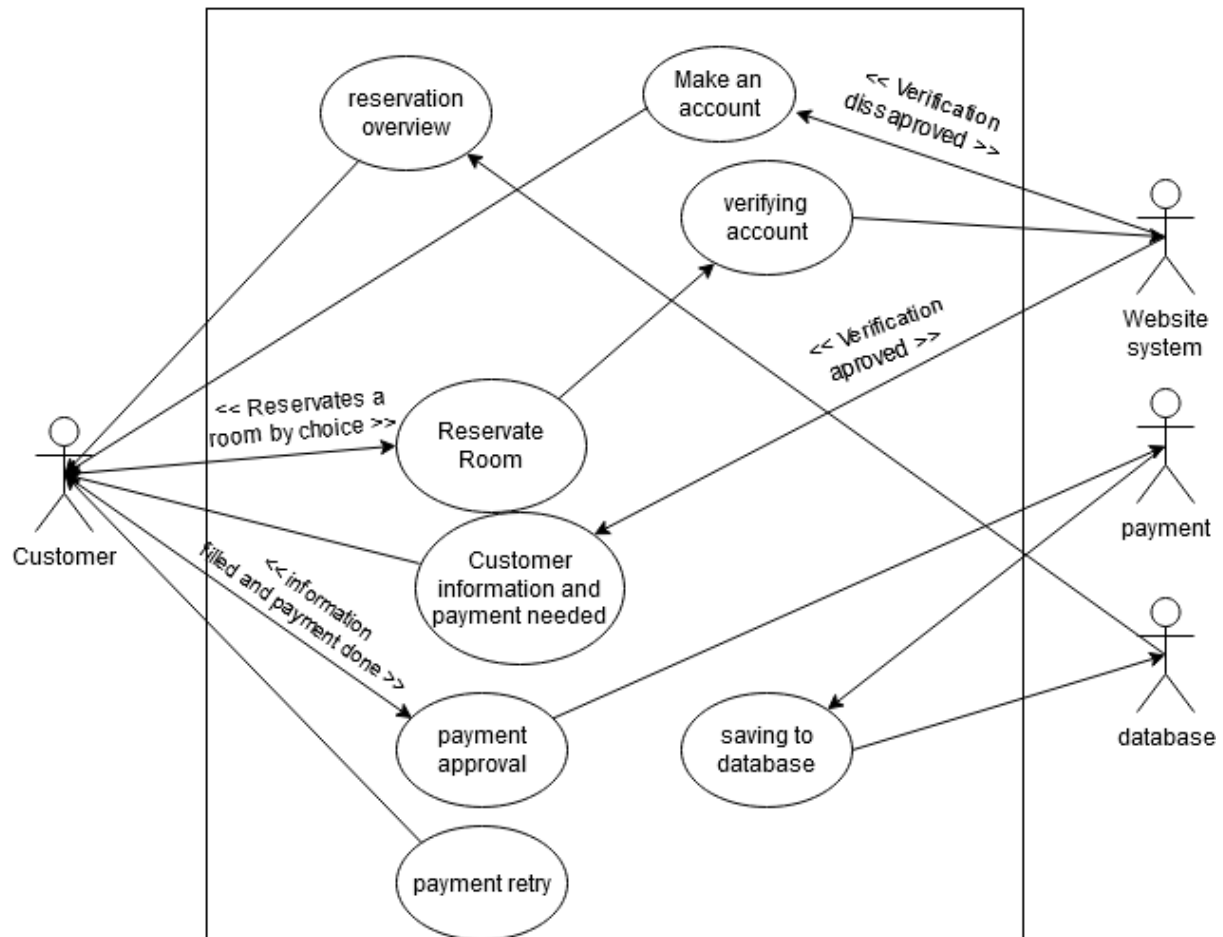 reservation
overview
Make an
account
<< Verification
dissaproved >>
verifying
account
Website
system
<< Verification
aproved >>
<< Reservates a
room by choice >>
Reservate
Room
Customer
payment
Customer
information and
payment needed
<< information
filled and payment done >>
payment
approval
saving to
database
database
payment retry